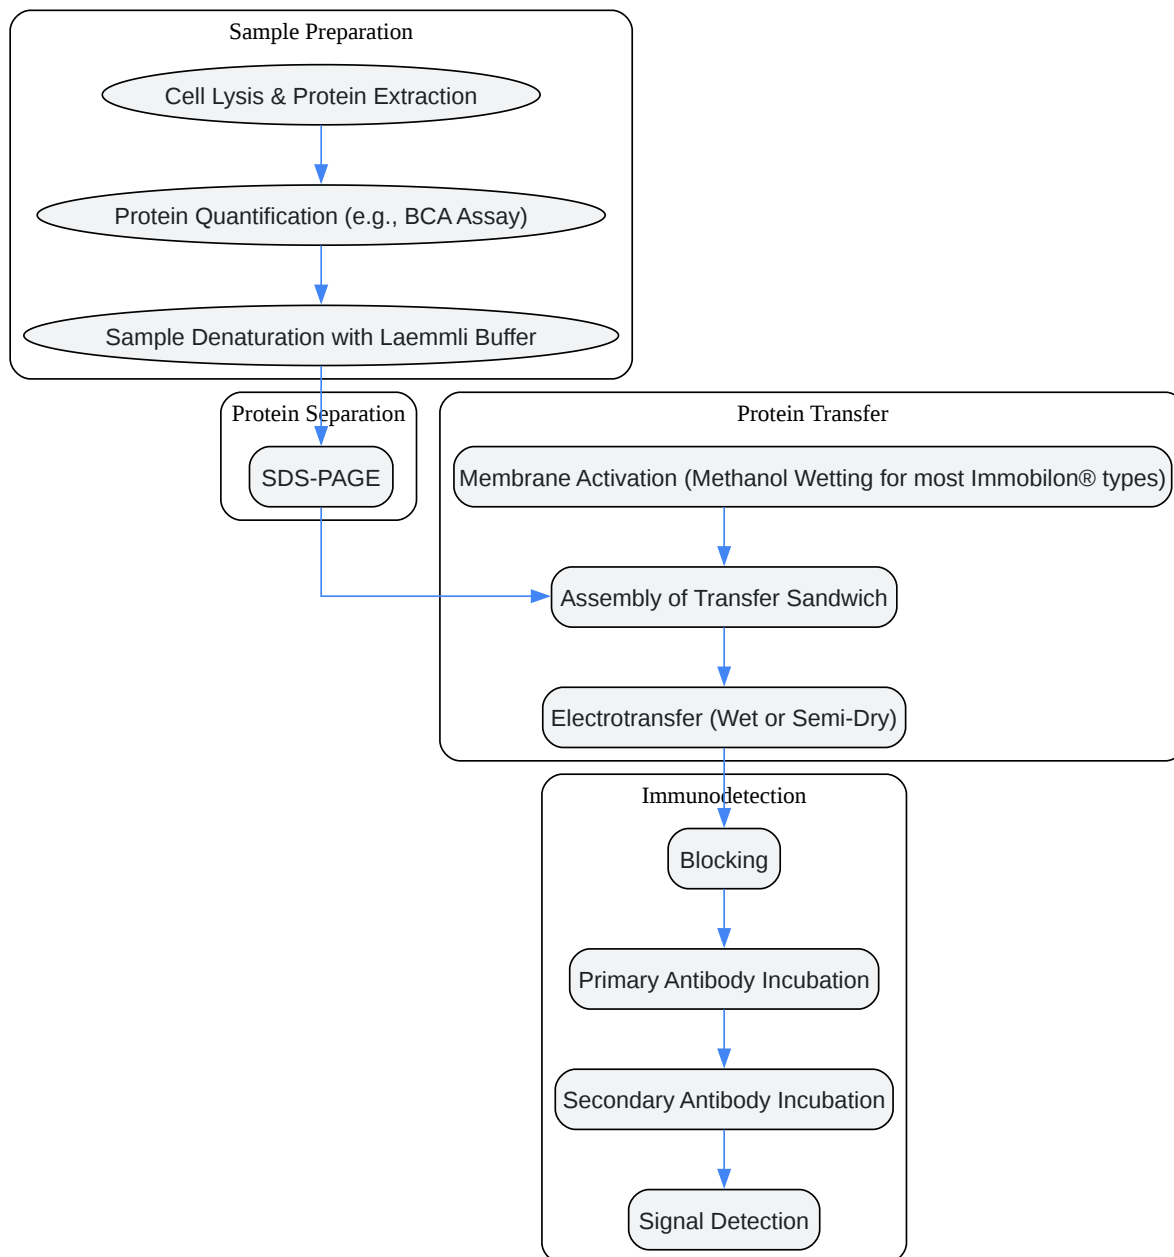 Sample Preparation
Cell Lysis & Protein Extraction
Protein Quantification (e.g., BCA Assay)
Sample Denaturation with Laemmli Buffer
Protein Separation
SDS-PAGE
Protein Transfer
Membrane Activation (Methanol Wetting for most Immobilon® types)
Assembly of Transfer Sandwich
Electrotransfer (Wet or Semi-Dry)
Immunodetection
Blocking
Primary Antibody Incubation
Secondary Antibody Incubation
Signal Detection